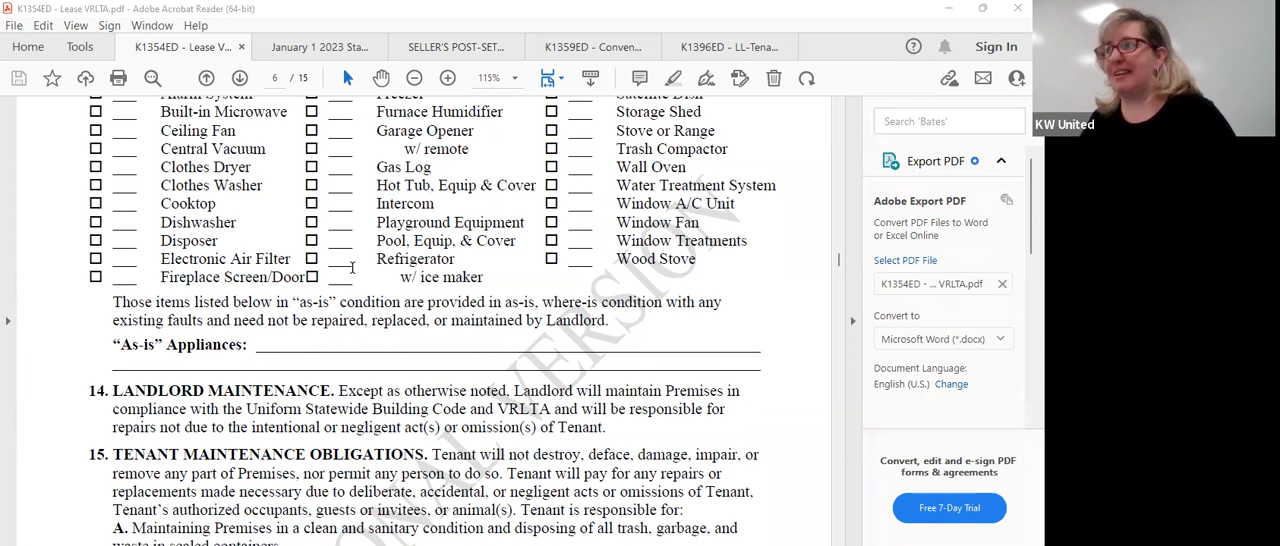 K1354ED - Lease VRLTA.pdf - Adobe Acrobat Reader (64-bit)
File Edit View Sign Window Help
Home Tools K1354ED - Lease V... × January 1 2023 Sta... SELLER'S POST-SET... K1359ED - Conven... K1396ED - LL-Tena... Sign In
6 / 15 115%
Alarm System Freezer Satellite Dish
Built-in Microwave Furnace Humidifier Storage Shed
Ceiling Fan Garage Opener Stove or Range
Central Vacuum w/ remote Trash Compactor
Clothes Dryer Gas Log Wall Oven
Clothes Washer Hot Tub, Equip & Cover Water Treatment System
Cooktop Intercom Window A/C Unit
Dishwasher Playground Equipment Window Fan
Disposer Pool, Equip, & Cover Window Treatments
Electronic Air Filter Refrigerator Wood Stove
Fireplace Screen/Door w/ ice maker
Those items listed below in “as-is” condition are provided in as-is, where-is condition with any
existing faults and need not be repaired, replaced, or maintained by Landlord.
“As-is” Appliances:
14. LANDLORD MAINTENANCE. Except as otherwise noted, Landlord will maintain Premises in
compliance with the Uniform Statewide Building Code and VRLTA and will be responsible for
repairs not due to the intentional or negligent act(s) or omission(s) of Tenant.
15. TENANT MAINTENANCE OBLIGATIONS. Tenant will not destroy, deface, damage, impair, or
remove any part of Premises, nor permit any person to do so. Tenant will pay for any repairs or
replacements made necessary due to deliberate, accidental, or negligent acts or omissions of Tenant,
Tenant’s authorized occupants, guests or invitees, or animal(s). Tenant is responsible for:
A. Maintaining Premises in a clean and sanitary condition and disposing of all trash, garbage, and
waste in sealed containers.
ONAL VERSION
Search 'Bates'
Export PDF
Adobe Export PDF
Convert PDF Files to Word
or Excel Online
Select PDF File
K1354ED - ... VRLTA.pdf ×
Convert to
Microsoft Word (*.docx)
Document Language:
English (U.S.) Change
Convert, edit and e-sign PDF
forms & agreements
Free 7-Day Trial
KW United